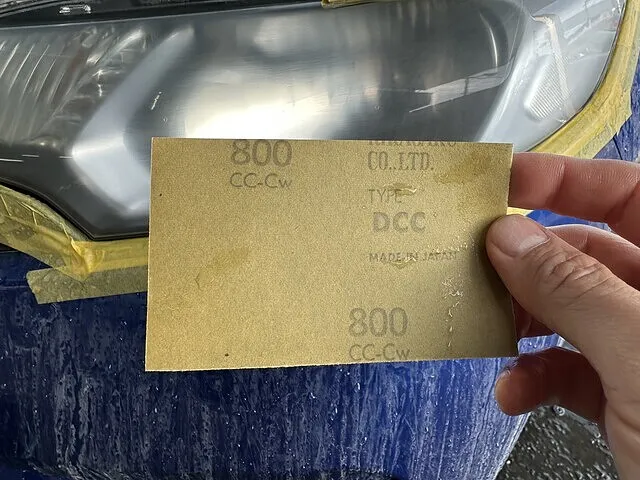 800
CC-Cw
CO.,LTD.
TYPE
DCC
MADE IN JAPAN
800
CC-Cw